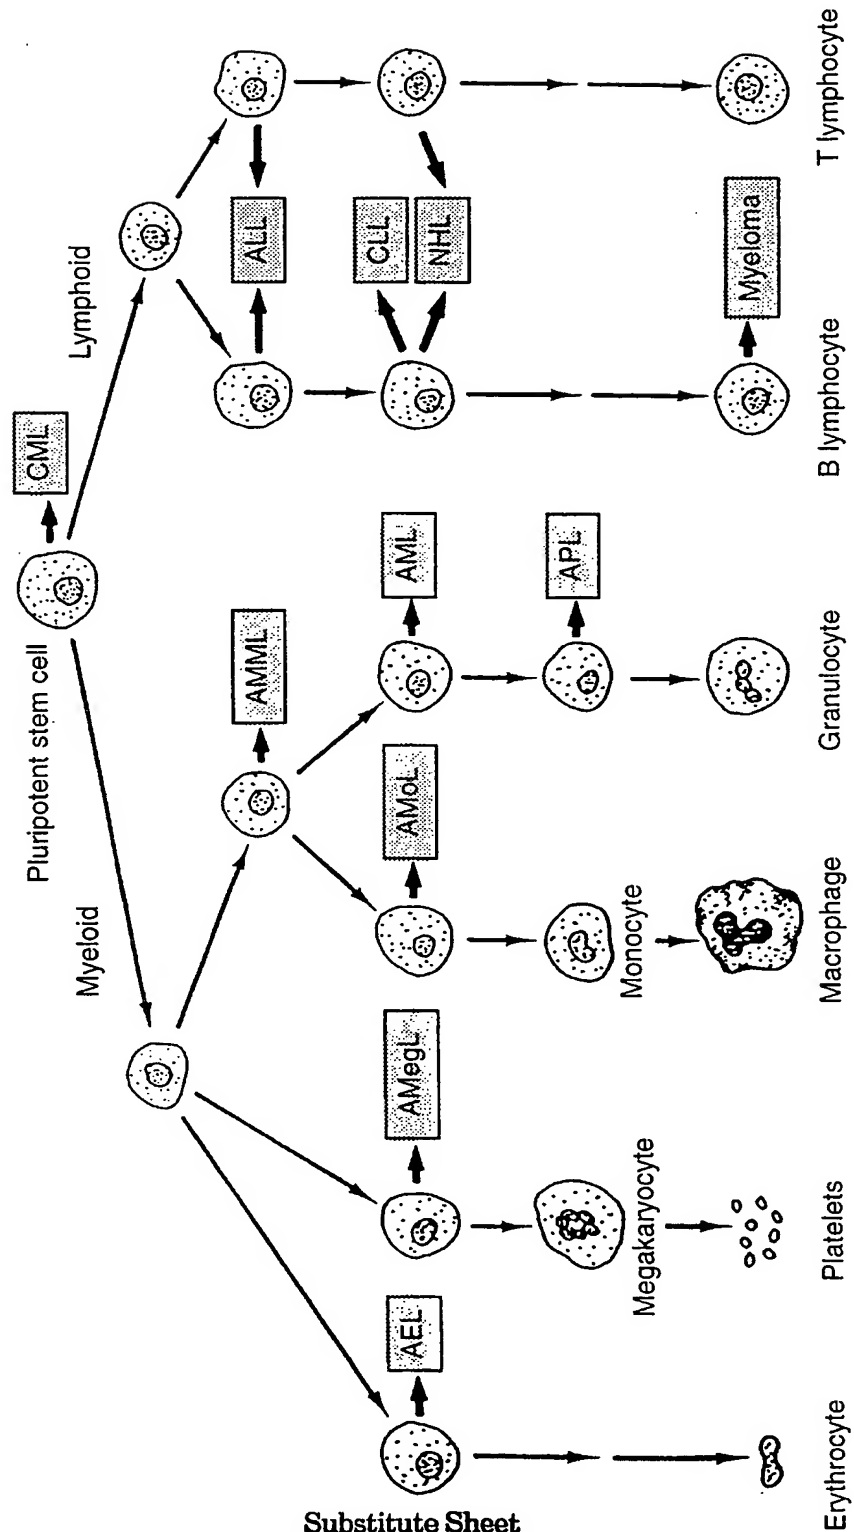 Pluripotent stem cell
CML
Myeloid
Lymphoid
AMML
ALL
AEL
AMegL
AMoL
AML
CLL
NHL
APL
Megakaryocyte
Monocyte
Myeloma
Erythrocyte
Platelets
Macrophage
Granulocyte
B lymphocyte
T lymphocyte
Substitute Sheet